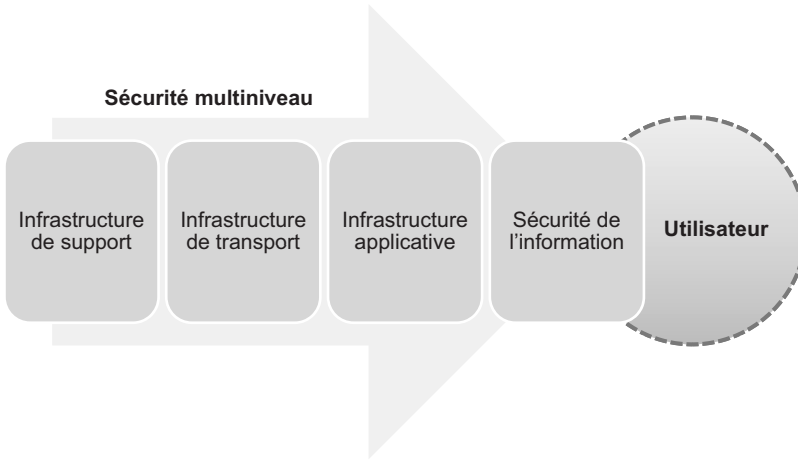 Sécurité multiniveau
Infrastructure
de support
Infrastructure
de transport
Infrastructure
applicative
Sécurité de
l’information
Utilisateur